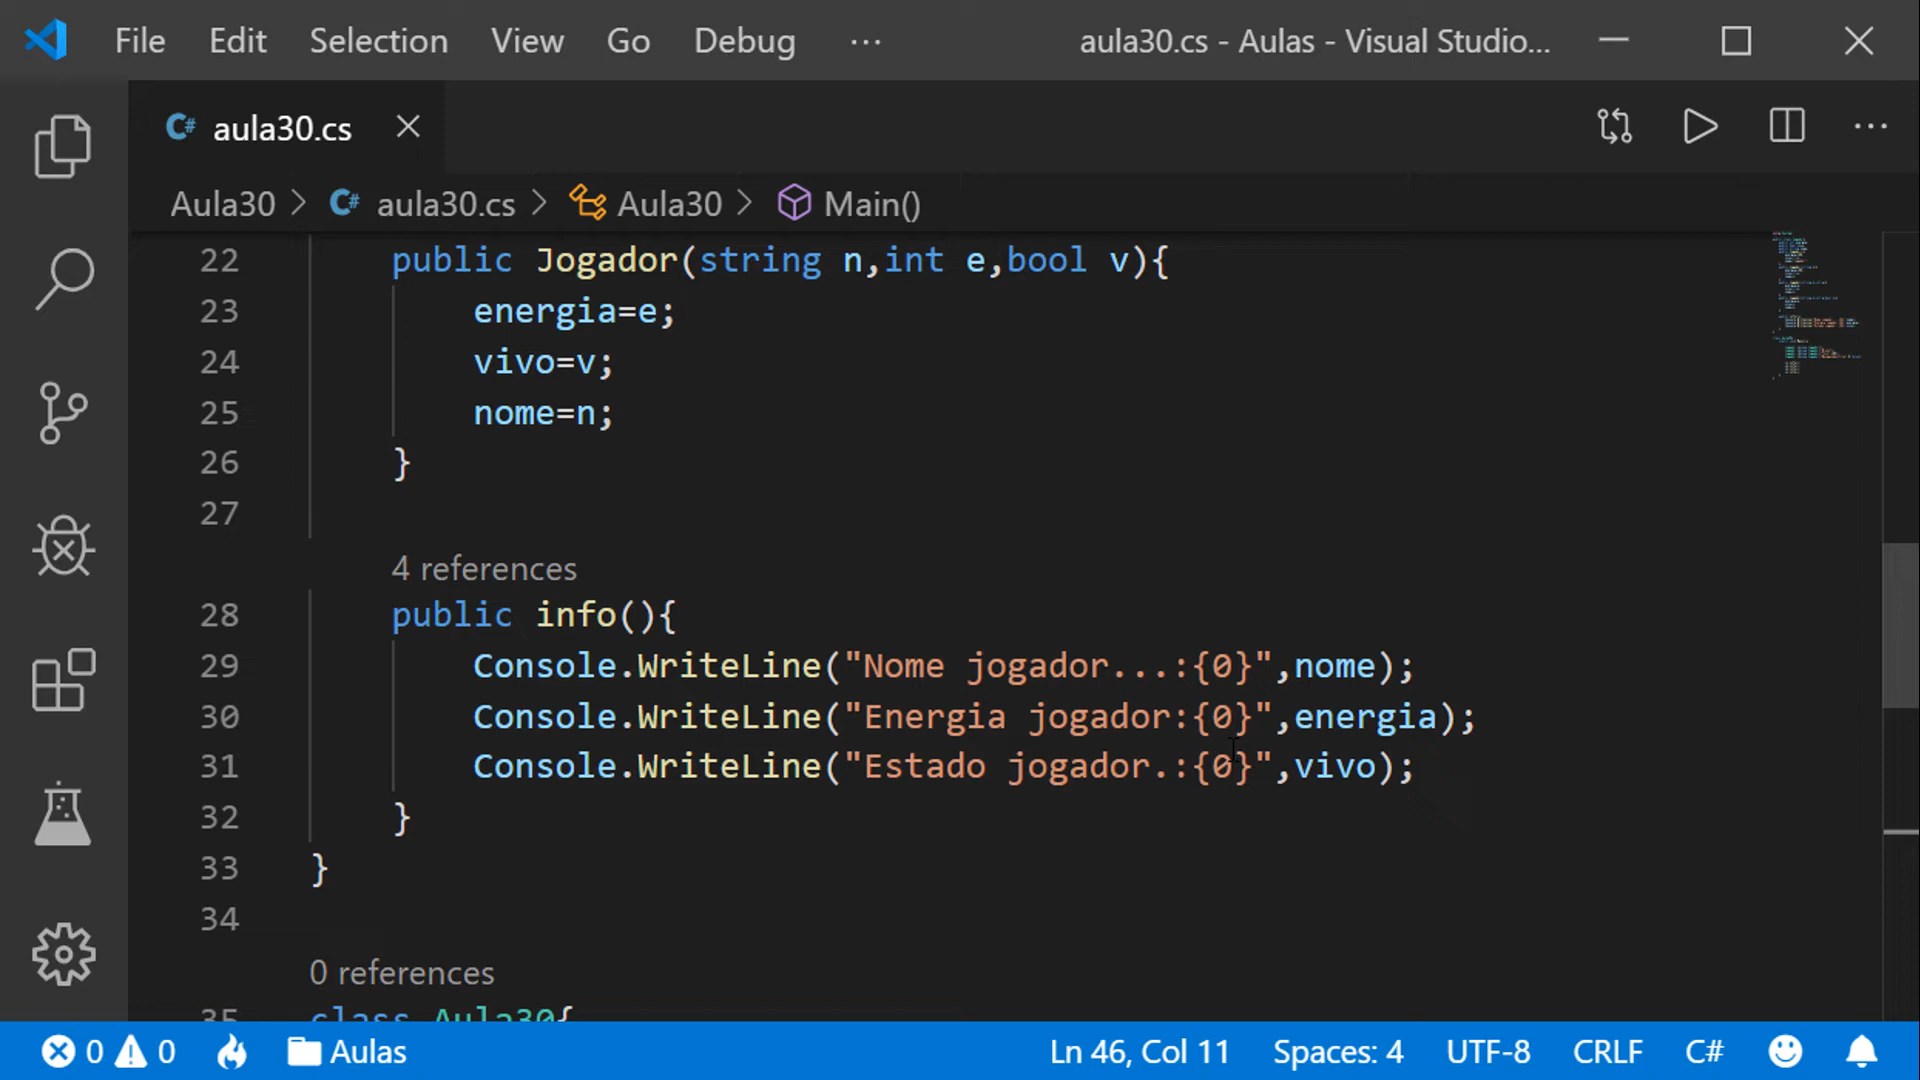 File Edit Selection View Go Debug ··· aula30.cs - Aulas - Visual Studio...
C# aula30.cs
Aula30 > C# aula30.cs > Aula30 > Main()
22 public Jogador(string n,int e,bool v){
23 energia=e;
24 vivo=v;
25 nome=n;
26 }
27
4 references
28 public info(){
29 Console.WriteLine("Nome jogador...:{0}",nome);
30 Console.WriteLine("Energia jogador:{0}",energia);
31 Console.WriteLine("Estado jogador.:{0}",vivo);
32 }
33 }
34
0 references
35 class Aula30{
0 0 Aulas Ln 46, Col 11 Spaces: 4 UTF-8 CRLF C#